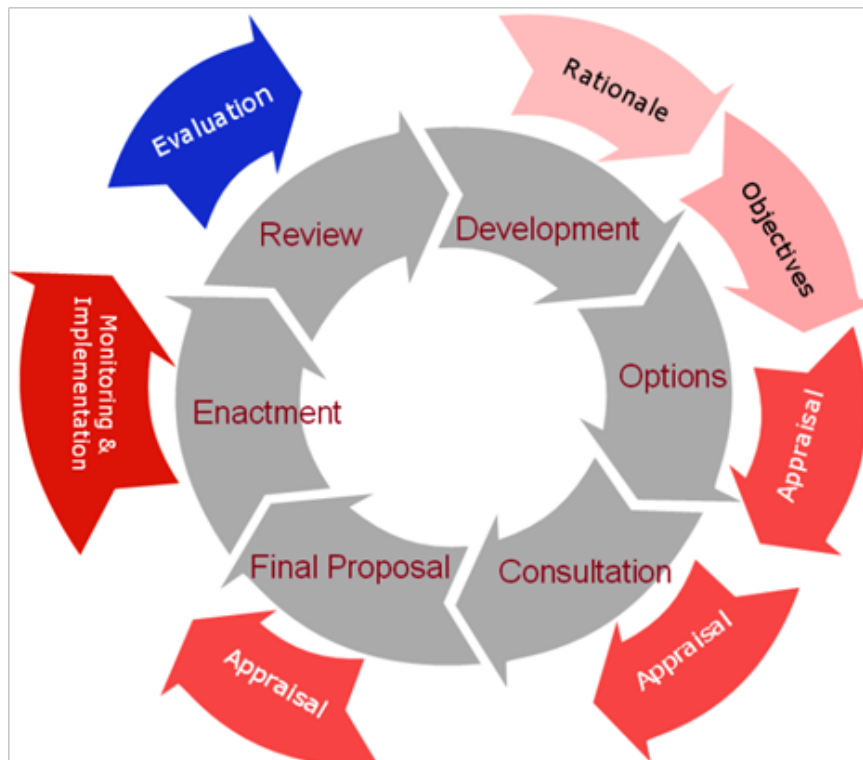 Evaluation
Rationale
Objectives
Review
Development
Monitoring &
Implementation
Enactment
Options
Appraisal
Final Proposal
Consultation
Appraisal
Appraisal